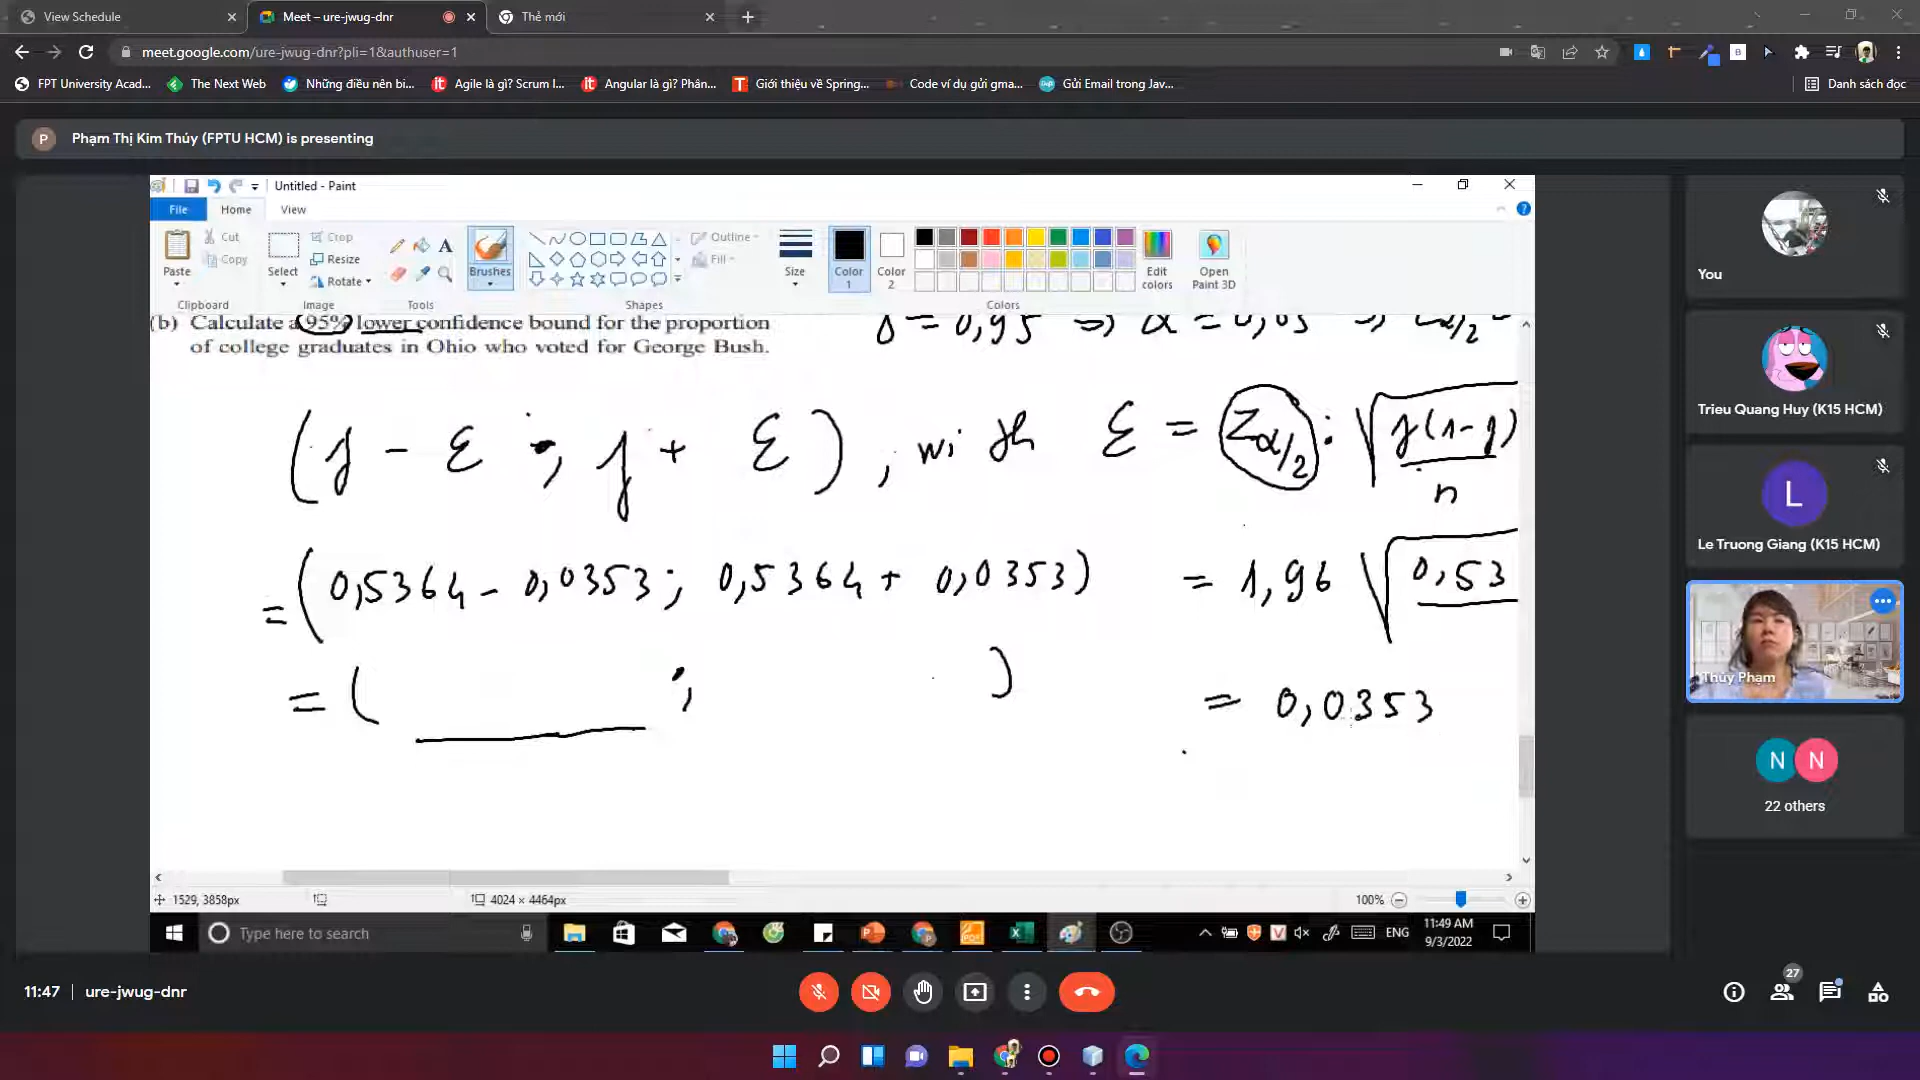 View Schedule
Meet – ure-jwug-dnr
Thẻ mới
meet.google.com/ure-jwug-dnr?pli=1&authuser=1
FPT University Acad...
The Next Web
Những điều nên bi...
Agile là gì? Scrum I...
Angular là gì? Phân...
Giới thiệu về Spring...
Code ví dụ gửi gma...
Gửi Email trong Jav...
Danh sách đọc
P
Phạm Thị Kim Thúy (FPTU HCM) is presenting
Untitled - Paint
File
Home
View
Paste
Cut
Copy
Clipboard
Select
Crop
Resize
Rotate
Image
A
Tools
Brushes
Shapes
Outline
Fill
Size
Color 1
Color 2
Edit colors
Open Paint 3D
Colors
(b) Calculate a 95% lower confidence bound for the proportion
of college graduates in Ohio who voted for George Bush.
= 0,95 => α = 0,05 =>
(f - ε ; f + ε), with ε = Zα/2 · √ f(1-f) / n
= (0,5364 - 0,0353; 0,5364 + 0,0353)
= 1,96 √ 0,53
= ( ; )
= 0,0353
1529, 3858px
4024 × 4464px
100%
Type here to search
ENG
11:49 AM
9/3/2022
You
Trieu Quang Huy (K15 HCM)
L
Le Truong Giang (K15 HCM)
Thúy Phạm
N N
22 others
11:47 | ure-jwug-dnr
27